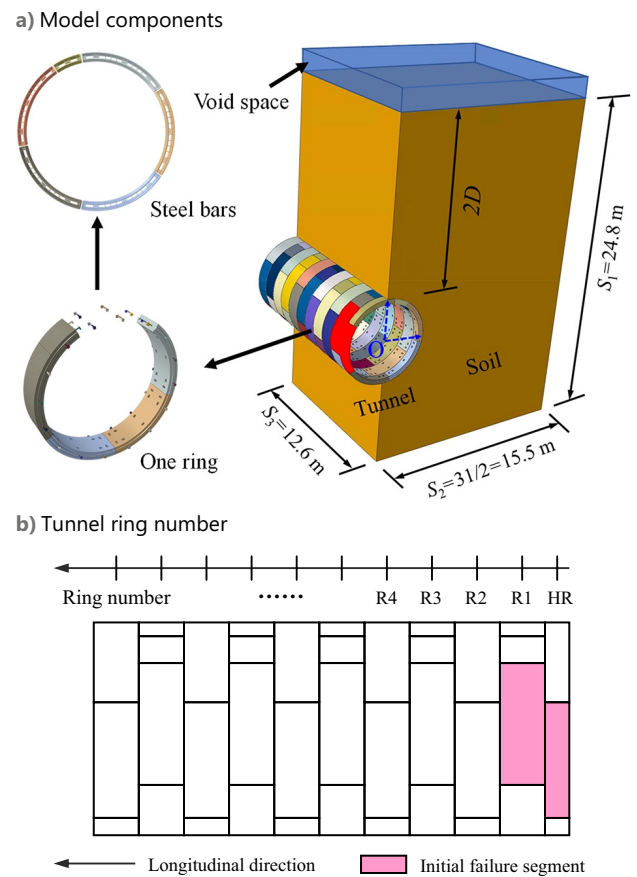 a) Model components
Void space
2D
S1=24.8 m
Steel bars
O
Soil
Tunnel
S3=12.6 m
One ring
S2=31/2=15.5 m
b) Tunnel ring number
Ring number ...... R4 R3 R2 R1 HR
Longitudinal direction Initial failure segment